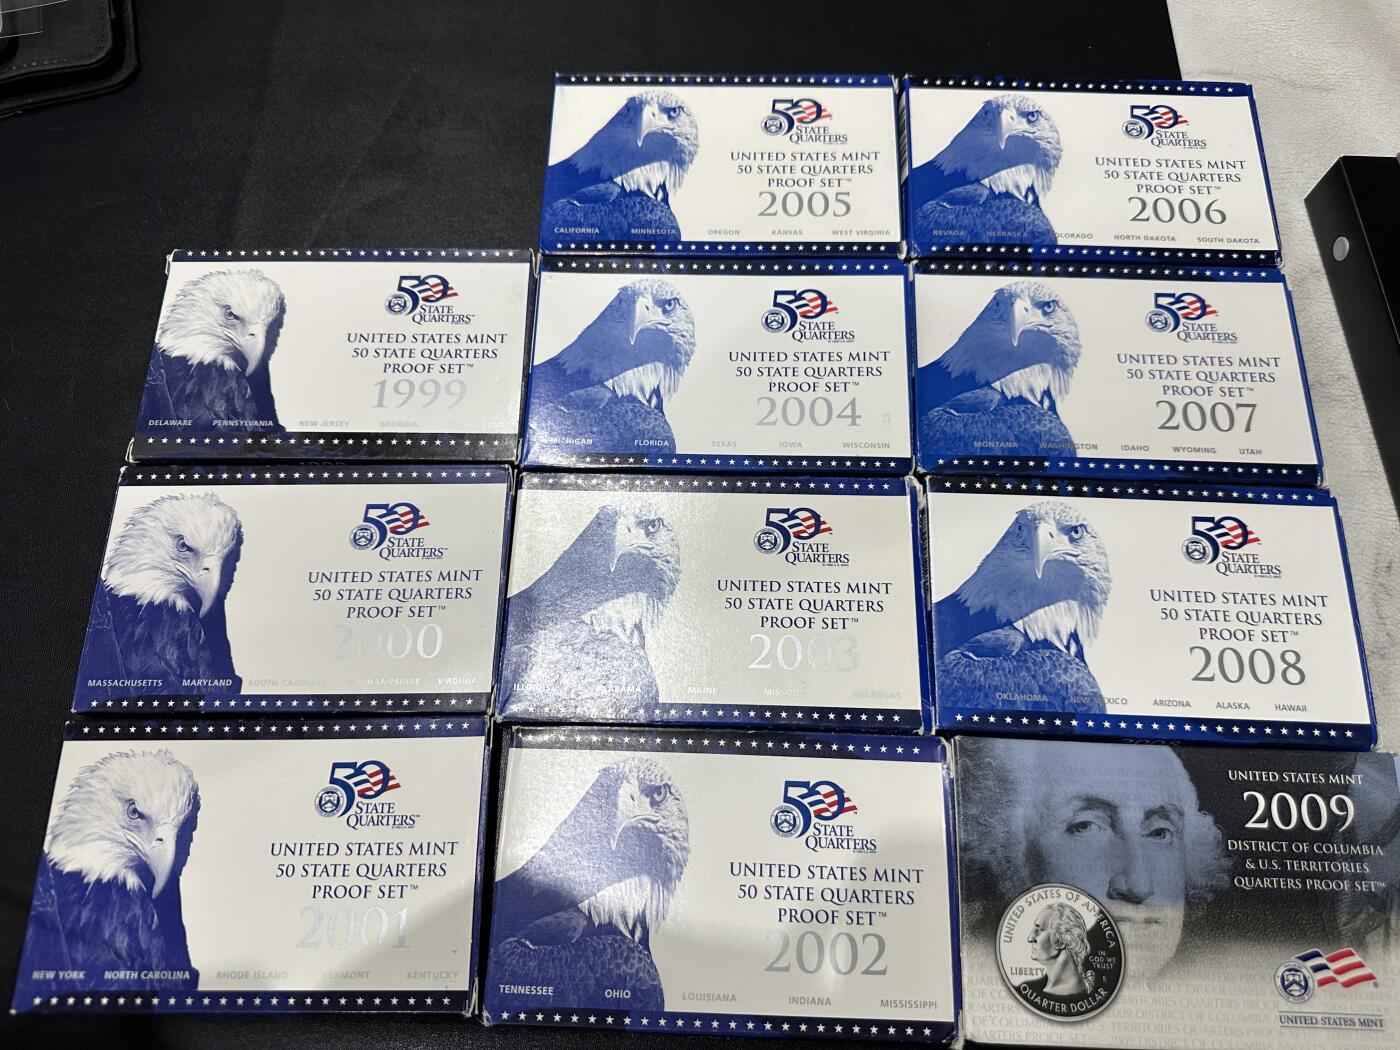 50
STATE
QUARTERS
UNITED STATES MINT
50 STATE QUARTERS
PROOF SET™
2005
CALIFORNIA MINNESOTA OREGON KANSAS WEST VIRGINIA
50
STATE
QUARTERS
UNITED STATES MINT
50 STATE QUARTERS
PROOF SET™
2006
NEVADA NEBRASKA COLORADO NORTH DAKOTA SOUTH DAKOTA
50
STATE
QUARTERS™
UNITED STATES MINT
50 STATE QUARTERS
PROOF SET™
1999
DELAWARE PENNSYLVANIA NEW JERSEY GEORGIA
50
STATE
QUARTERS
UNITED STATES MINT
50 STATE QUARTERS
PROOF SET™
2004
MICHIGAN FLORIDA TEXAS IOWA WISCONSIN
50
STATE
QUARTERS
UNITED STATES MINT
50 STATE QUARTERS
PROOF SET™
2007
MONTANA WASHINGTON IDAHO WYOMING UTAH
50
STATE
QUARTERS™
UNITED STATES MINT
50 STATE QUARTERS
PROOF SET™
2000
MASSACHUSETTS MARYLAND SOUTH CAROLINA HAMPSHIRE VIRGINIA
50
STATE
QUARTERS
UNITED STATES MINT
50 STATE QUARTERS
PROOF SET™
2003
ILLINOIS ALABAMA MAINE MISSOURI ARKANSAS
50
STATE
QUARTERS
UNITED STATES MINT
50 STATE QUARTERS
PROOF SET™
2008
OKLAHOMA NEW MEXICO ARIZONA ALASKA HAWAII
50
STATE
QUARTERS™
UNITED STATES MINT
50 STATE QUARTERS
PROOF SET™
2001
NEW YORK NORTH CAROLINA RHODE ISLAND VERMONT KENTUCKY
50
STATE
QUARTERS
UNITED STATES MINT
50 STATE QUARTERS
PROOF SET™
2002
TENNESSEE OHIO LOUISIANA INDIANA MISSISSIPPI
UNITED STATES MINT
2009
DISTRICT OF COLUMBIA
& U.S. TERRITORIES
QUARTERS PROOF SET™
UNITED STATES OF AMERICA
LIBERTY
IN
GOD WE
TRUST
S
QUARTER DOLLAR
UNITED STATES MINT